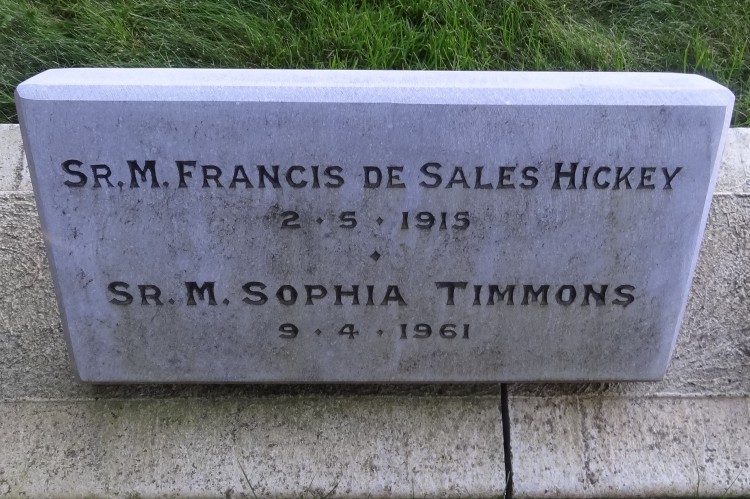 SR. M. FRANCIS DE SALES HICKEY
2 · 5 · 1915
SR. M. SOPHIA TIMMONS
9 · 4 · 1961